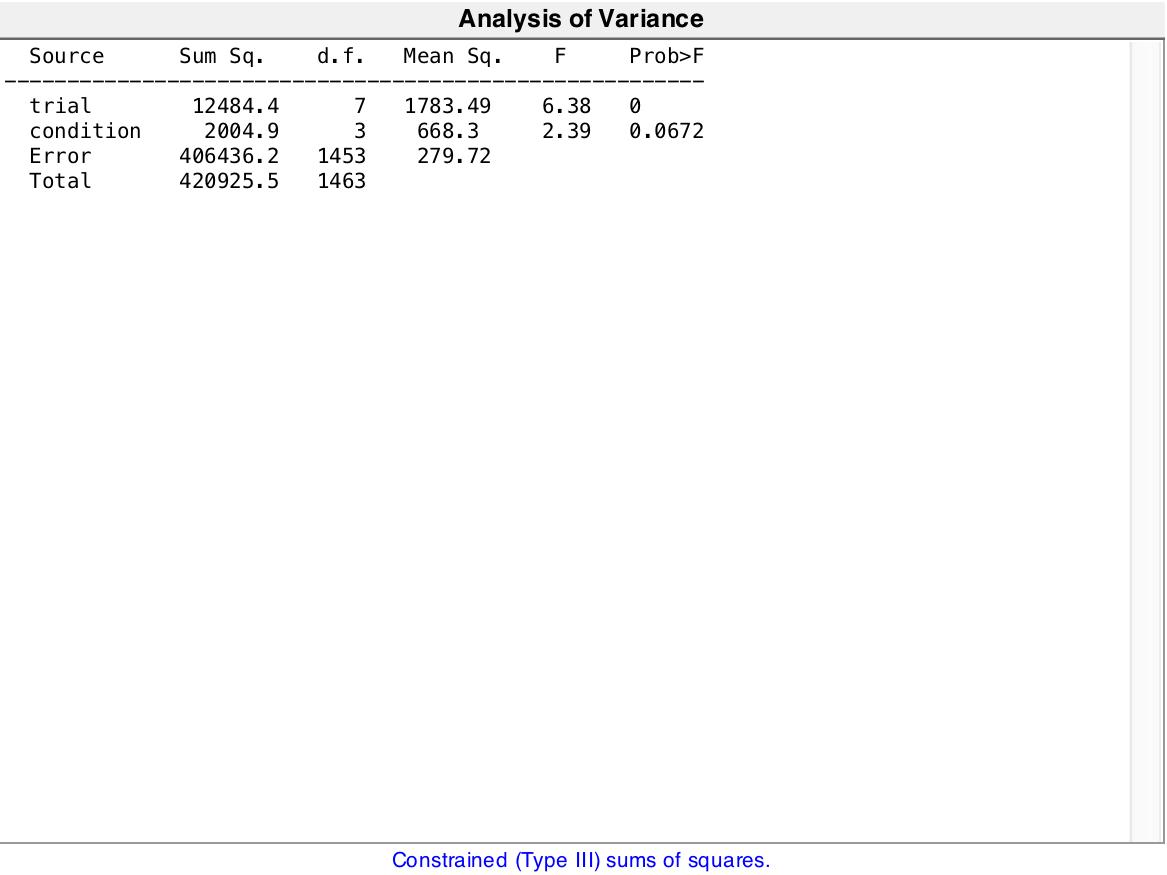 Analysis of Variance
Source Sum Sq. d.f. Mean Sq. F Prob>F
trial 12484.4 7 1783.49 6.38 0
condition 2004.9 3 668.3 2.39 0.0672
Error 406436.2 1453 279.72
Total 420925.5 1463
Constrained (Type III) sums of squares.